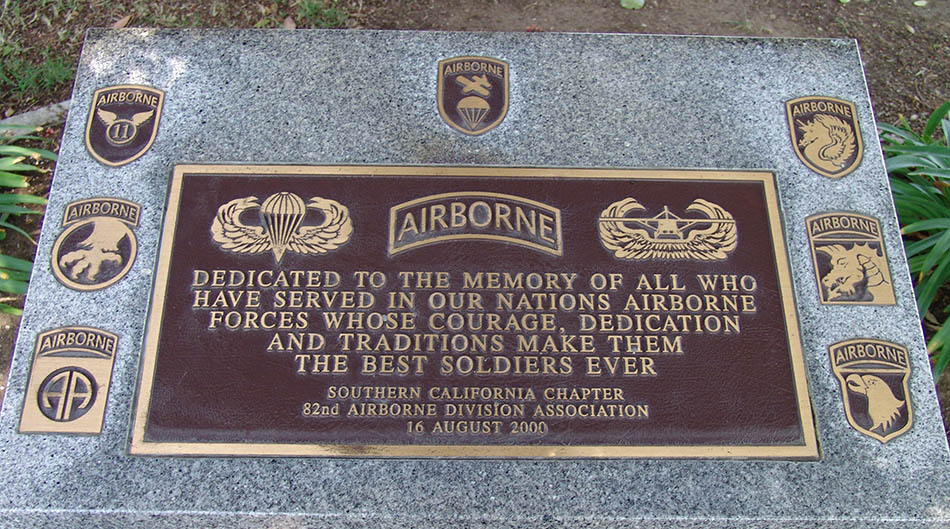 AIRBORNE
AIRBORNE
11
AIRBORNE
AIRBORNE
AIRBORNE
AIRBORNE
AA
AIRBORNE
AIRBORNE
DEDICATED TO THE MEMORY OF ALL WHO
HAVE SERVED IN OUR NATIONS AIRBORNE
FORCES WHOSE COURAGE, DEDICATION
AND TRADITIONS MAKE THEM
THE BEST SOLDIERS EVER
SOUTHERN CALIFORNIA CHAPTER
82nd AIRBORNE DIVISION ASSOCIATION
16 AUGUST 2000